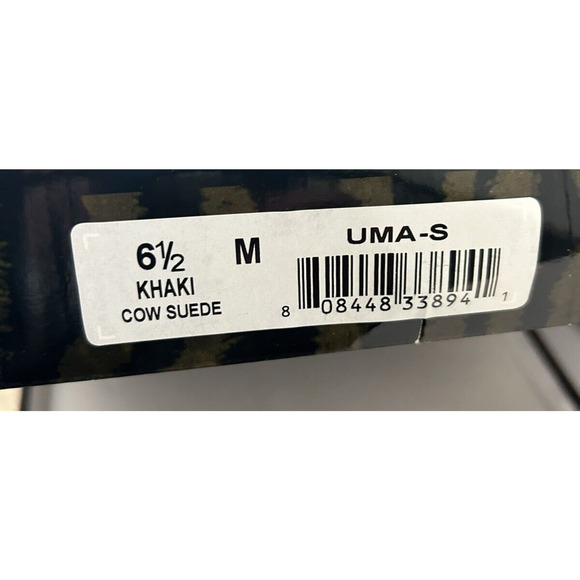 6½ M UMA-S
KHAKI
COW SUEDE
8 08448 33894 1